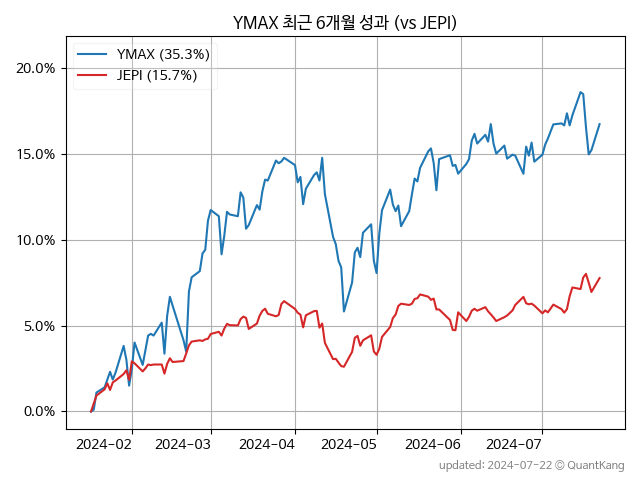 YMAX 최근 6개월 성과 (vs JEPI)
YMAX (35.3%)
JEPI (15.7%)
20.0%
15.0%
10.0%
5.0%
0.0%
2024-02
2024-03
2024-04
2024-05
2024-06
2024-07
updated: 2024-07-22 © QuantKang